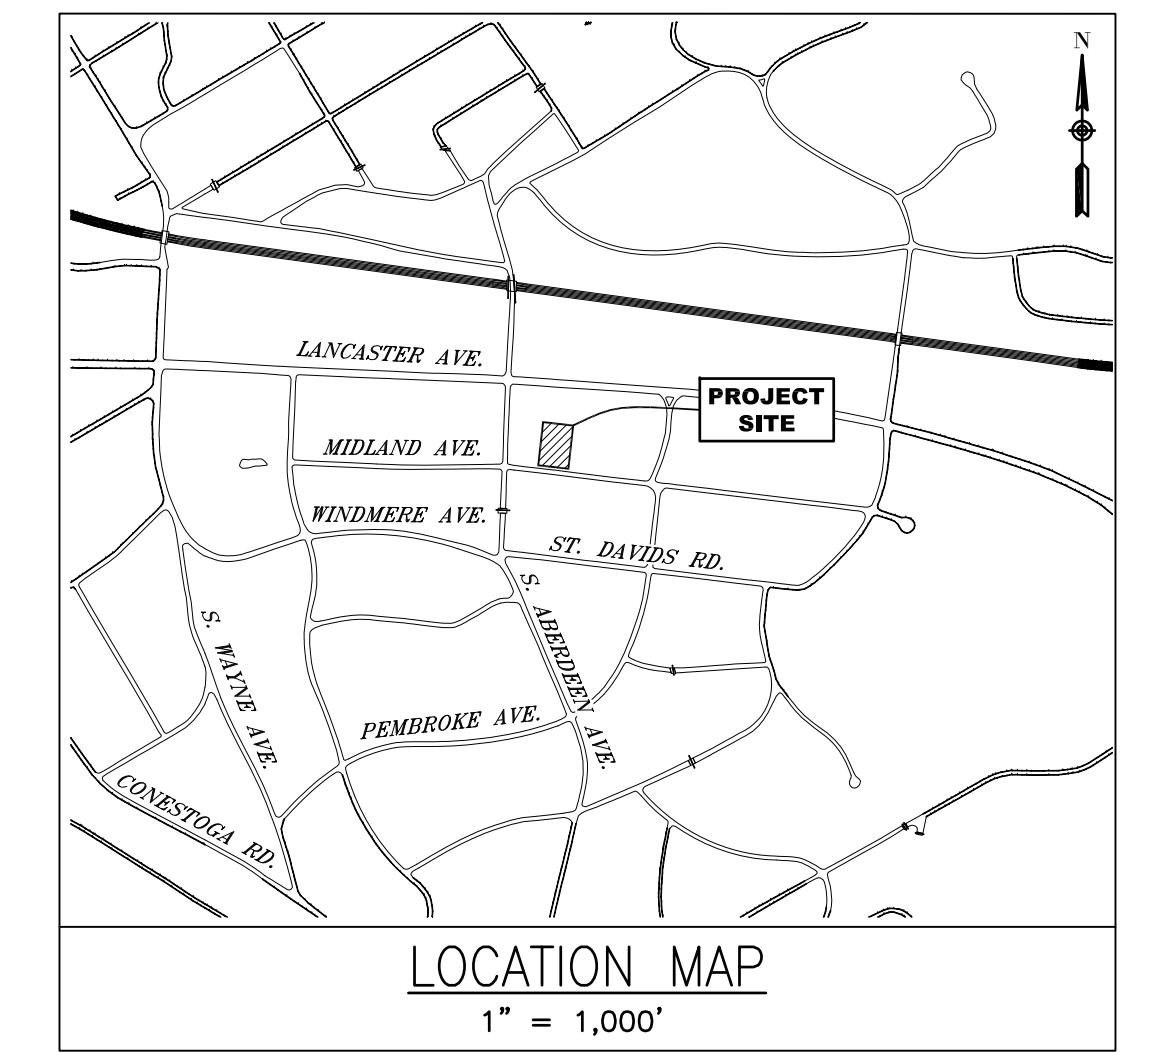 N
LANCASTER AVE.
PROJECT
SITE
MIDLAND AVE.
WINDMERE AVE.
ST. DAVIDS RD.
S. WAYNE AVE.
S. ABERDEEN AVE.
PEMBROKE AVE.
CONESTOGA RD.
LOCATION MAP
1" = 1,000'